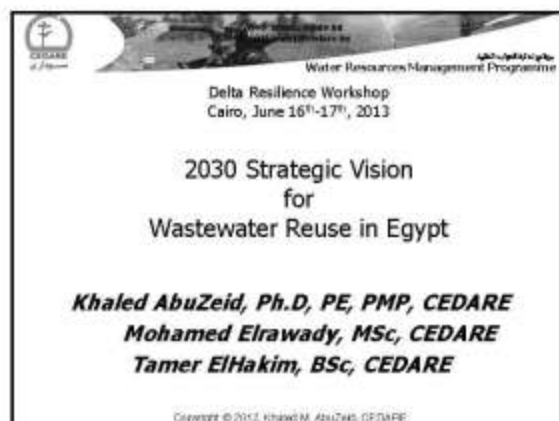 CEDARE
سيداري
Water Resources Management Programme
Delta Resilience Workshop
Cairo, June 16th-17th, 2013
2030 Strategic Vision
for
Wastewater Reuse in Egypt
Khaled AbuZeid, Ph.D, PE, PMP, CEDARE
Mohamed Elrawady, MSc, CEDARE
Tamer ElHakim, BSc, CEDARE
Copyright © 2013, Khaled M. AbuZeid, CEDARE